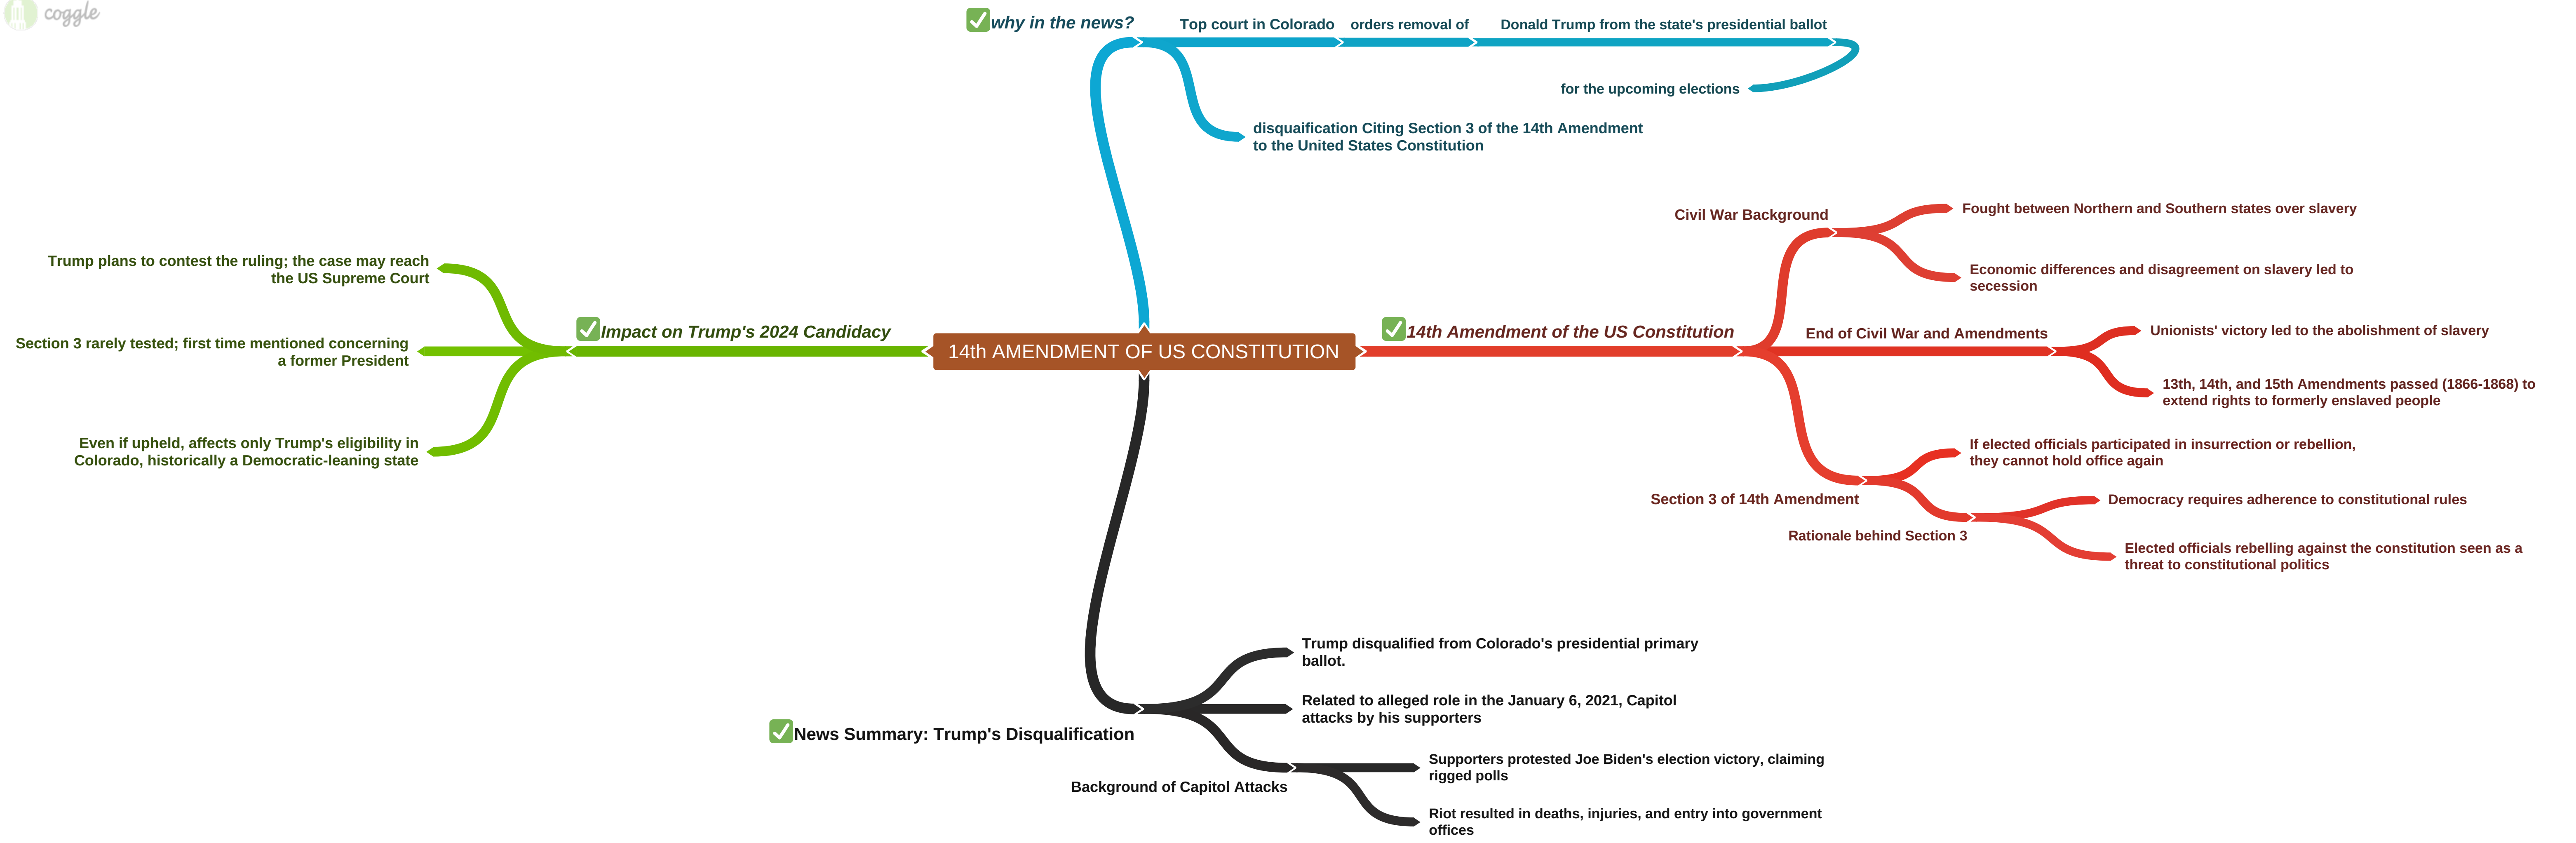 coggle
why in the news?
Top court in Colorado
orders removal of
Donald Trump from the state's presidential ballot
for the upcoming elections
disquaification Citing Section 3 of the 14th Amendment
to the United States Constitution
14th AMENDMENT OF US CONSTITUTION
14th Amendment of the US Constitution
Civil War Background
Fought between Northern and Southern states over slavery
Economic differences and disagreement on slavery led to
secession
End of Civil War and Amendments
Unionists' victory led to the abolishment of slavery
13th, 14th, and 15th Amendments passed (1866-1868) to
extend rights to formerly enslaved people
Section 3 of 14th Amendment
If elected officials participated in insurrection or rebellion,
they cannot hold office again
Rationale behind Section 3
Democracy requires adherence to constitutional rules
Elected officials rebelling against the constitution seen as a
threat to constitutional politics
Impact on Trump's 2024 Candidacy
Trump plans to contest the ruling; the case may reach
the US Supreme Court
Section 3 rarely tested; first time mentioned concerning
a former President
Even if upheld, affects only Trump's eligibility in
Colorado, historically a Democratic-leaning state
News Summary: Trump's Disqualification
Trump disqualified from Colorado's presidential primary
ballot.
Related to alleged role in the January 6, 2021, Capitol
attacks by his supporters
Background of Capitol Attacks
Supporters protested Joe Biden's election victory, claiming
rigged polls
Riot resulted in deaths, injuries, and entry into government
offices